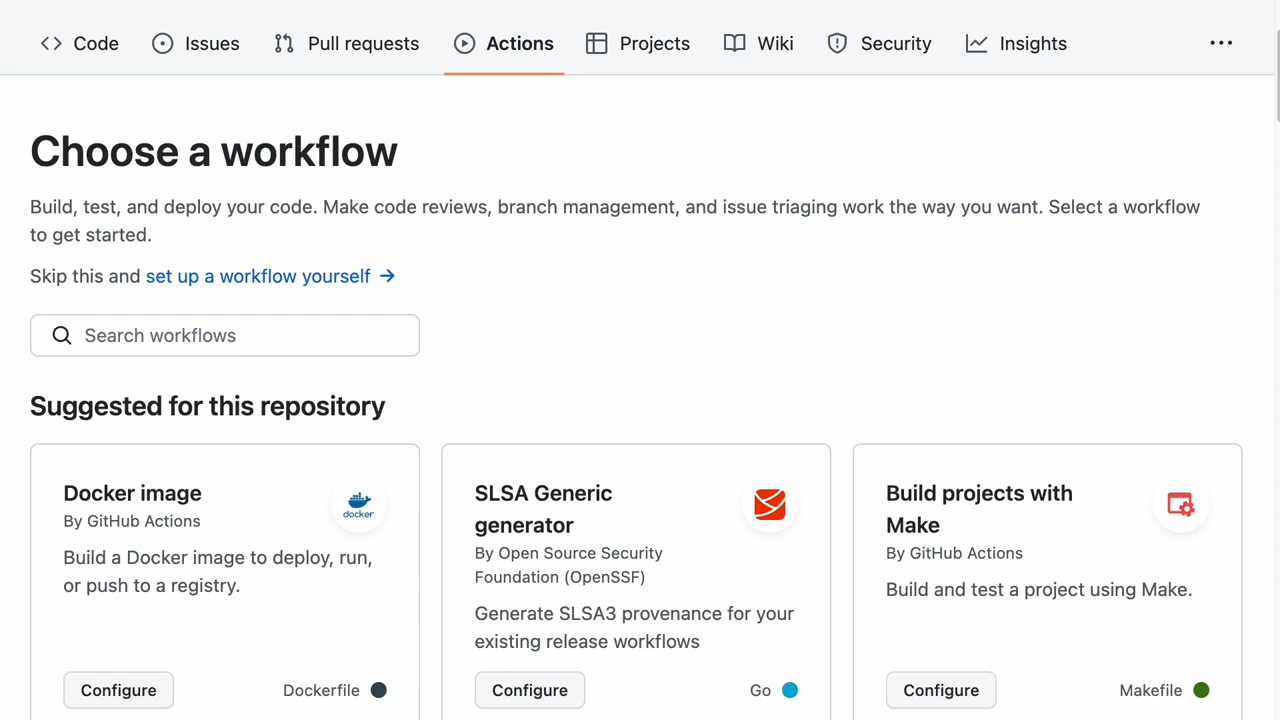 Code Issues Pull requests Actions Projects Wiki Security Insights
Choose a workflow
Build, test, and deploy your code. Make code reviews, branch management, and issue triaging work the way you want. Select a workflow
to get started.
Skip this and set up a workflow yourself →
Search workflows
Suggested for this repository
Docker image
By GitHub Actions
docker
Build a Docker image to deploy, run,
or push to a registry.
Configure Dockerfile
SLSA Generic
generator
By Open Source Security
Foundation (OpenSSF)
Generate SLSA3 provenance for your
existing release workflows
Configure Go
Build projects with
Make
By GitHub Actions
Build and test a project using Make.
Configure Makefile